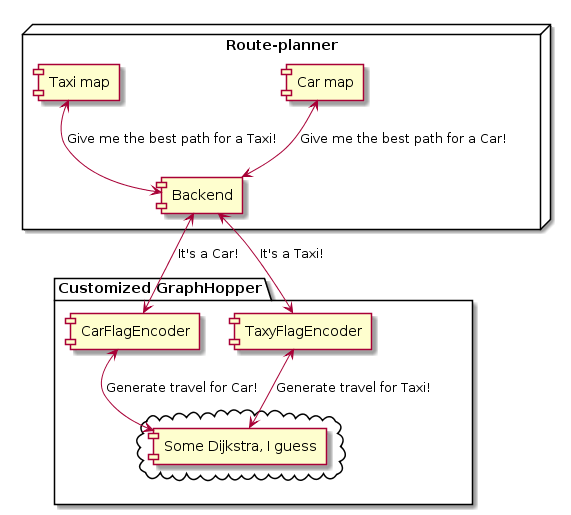 Route-planner
Taxi map
Car map
Give me the best path for a Taxi!
Give me the best path for a Car!
Backend
It's a Car!
It's a Taxi!
Customized GraphHopper
CarFlagEncoder
TaxyFlagEncoder
Generate travel for Car!
Generate travel for Taxi!
Some Dijkstra, I guess